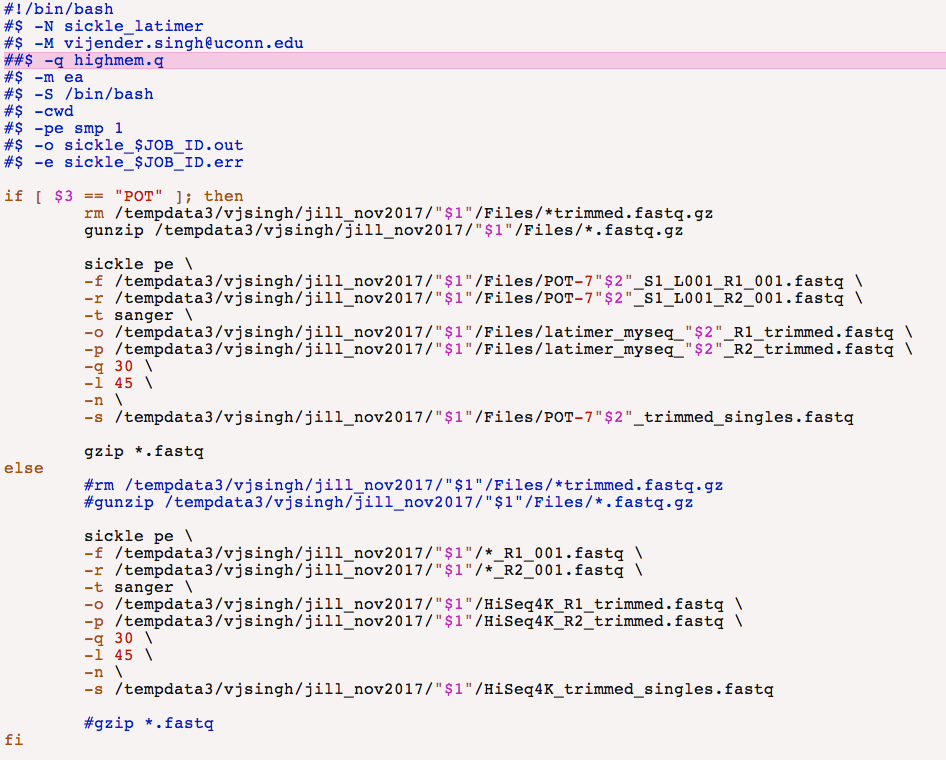 #!/bin/bash
#$ -N sickle_latimer
#$ -M vijender.singh@uconn.edu
##$ -q highmem.q
#$ -m ea
#$ -S /bin/bash
#$ -cwd
#$ -pe smp 1
#$ -o sickle_$JOB_ID.out
#$ -e sickle_$JOB_ID.err

if [ $3 == "POT" ]; then
        rm /tempdata3/vjsingh/jill_nov2017/"$1"/Files/*trimmed.fastq.gz
        gunzip /tempdata3/vjsingh/jill_nov2017/"$1"/Files/*.fastq.gz

        sickle pe \
        -f /tempdata3/vjsingh/jill_nov2017/"$1"/Files/POT-7"$2"_S1_L001_R1_001.fastq \
        -r /tempdata3/vjsingh/jill_nov2017/"$1"/Files/POT-7"$2"_S1_L001_R2_001.fastq \
        -t sanger \
        -o /tempdata3/vjsingh/jill_nov2017/"$1"/Files/latimer_myseq_"$2"_R1_trimmed.fastq \
        -p /tempdata3/vjsingh/jill_nov2017/"$1"/Files/latimer_myseq_"$2"_R2_trimmed.fastq \
        -q 30 \
        -l 45 \
        -n \
        -s /tempdata3/vjsingh/jill_nov2017/"$1"/Files/POT-7"$2"_trimmed_singles.fastq

        gzip *.fastq
else
        #rm /tempdata3/vjsingh/jill_nov2017/"$1"/Files/*trimmed.fastq.gz
        #gunzip /tempdata3/vjsingh/jill_nov2017/"$1"/Files/*.fastq.gz

        sickle pe \
        -f /tempdata3/vjsingh/jill_nov2017/"$1"/*_R1_001.fastq \
        -r /tempdata3/vjsingh/jill_nov2017/"$1"/*_R2_001.fastq \
        -t sanger \
        -o /tempdata3/vjsingh/jill_nov2017/"$1"/HiSeq4K_R1_trimmed.fastq \
        -p /tempdata3/vjsingh/jill_nov2017/"$1"/HiSeq4K_R2_trimmed.fastq \
        -q 30 \
        -l 45 \
        -n \
        -s /tempdata3/vjsingh/jill_nov2017/"$1"/HiSeq4K_trimmed_singles.fastq

        #gzip *.fastq
fi